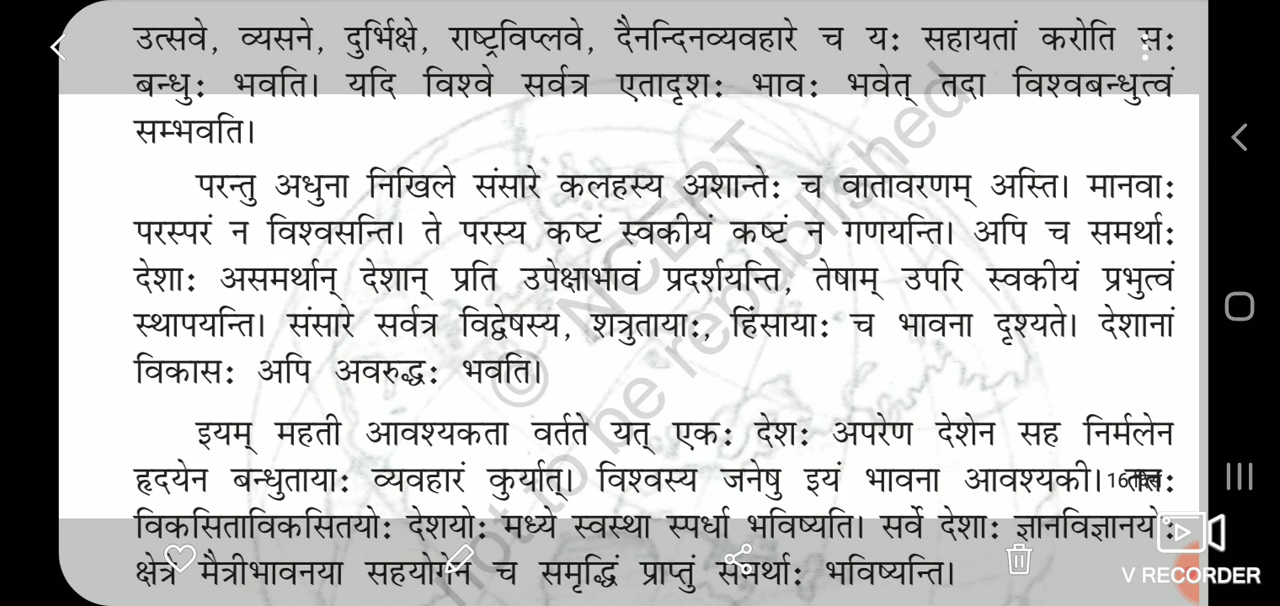 उत्सवे, व्यसने, दुर्भिक्षे, राष्ट्रविप्लवे, दैनन्दिनव्यवहारे च यः सहायतां करोति सः
बन्धुः भवति। यदि विश्वे सर्वत्र एतादृशः भावः भवेत् तदा विश्वबन्धुत्वं
सम्भवति।
परन्तु अधुना निखिले संसारे कलहस्य अशान्तेः च वातावरणम् अस्ति। मानवाः
परस्परं न विश्वसन्ति। ते परस्य कष्टं स्वकीयं कष्टं न गणयन्ति। अपि च समर्थाः
देशाः असमर्थान् देशान् प्रति उपेक्षाभावं प्रदर्शयन्ति, तेषाम् उपरि स्वकीयं प्रभुत्वं
स्थापयन्ति। संसारे सर्वत्र विद्वेषस्य, शत्रुतायाः, हिंसायाः च भावना दृश्यते। देशानां
विकासः अपि अवरुद्धः भवति।
इयम् महती आवश्यकता वर्तते यत् एकः देशः अपरेण देशेन सह निर्मलेन
हृदयेन बन्धुतायाः व्यवहारं कुर्यात्। विश्वस्य जनेषु इयं भावना आवश्यकी।
विकसिताविकसितयोः देशयोः मध्ये स्वस्था स्पर्धा भविष्यति। सर्वे देशाः ज्ञानविज्ञानयोः
क्षेत्रे मैत्रीभावनया सहयोगेन च समृद्धिं प्राप्तुं समर्थाः भविष्यन्ति।
© NCERT
not to be republished
V RECORDER